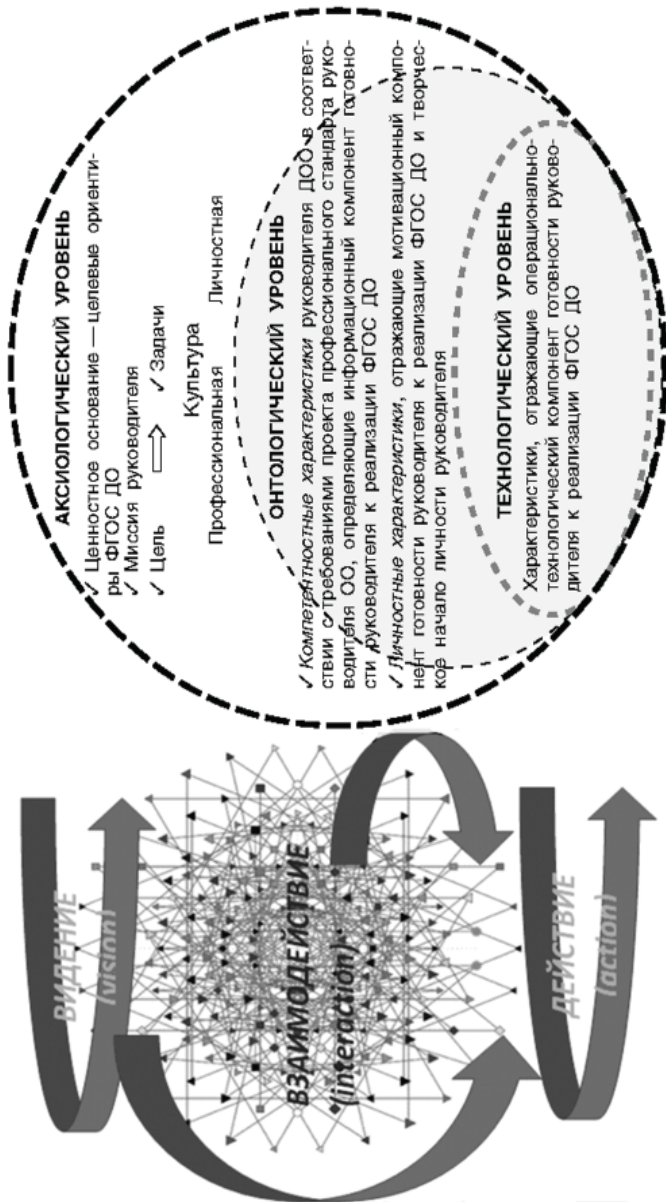 АКСИОЛОГИЧЕСКИЙ УРОВЕНЬ
✓ Ценностное основание — целевые ориенти-
ры ФГОС ДО
✓ Миссия руководителя
✓ Цель ⇨ ✓ Задачи
Культура
Профессиональная Личностная
ОНТОЛОГИЧЕСКИЙ УРОВЕНЬ
✓ Компетентностные характеристики руководителя ДОО в соответ-
ствии с требованиями проекта профессионального стандарта руко-
водителя ОО, определяющие информационный компонент готовно-
сти руководителя к реализации ФГОС ДО
✓ Личностные характеристики, отражающие мотивационный компо-
нент готовности руководителя к реализации ФГОС ДО и творчес-
кое начало личности руководителя
ТЕХНОЛОГИЧЕСКИЙ УРОВЕНЬ
Характеристики, отражающие операционально-
технологический компонент готовности руково-
дителя к реализации ФГОС ДО
ВИДЕНИЕ
(vision)
ВЗАИМОДЕЙСТВИЕ
(interaction)
ДЕЙСТВИЕ
(action)